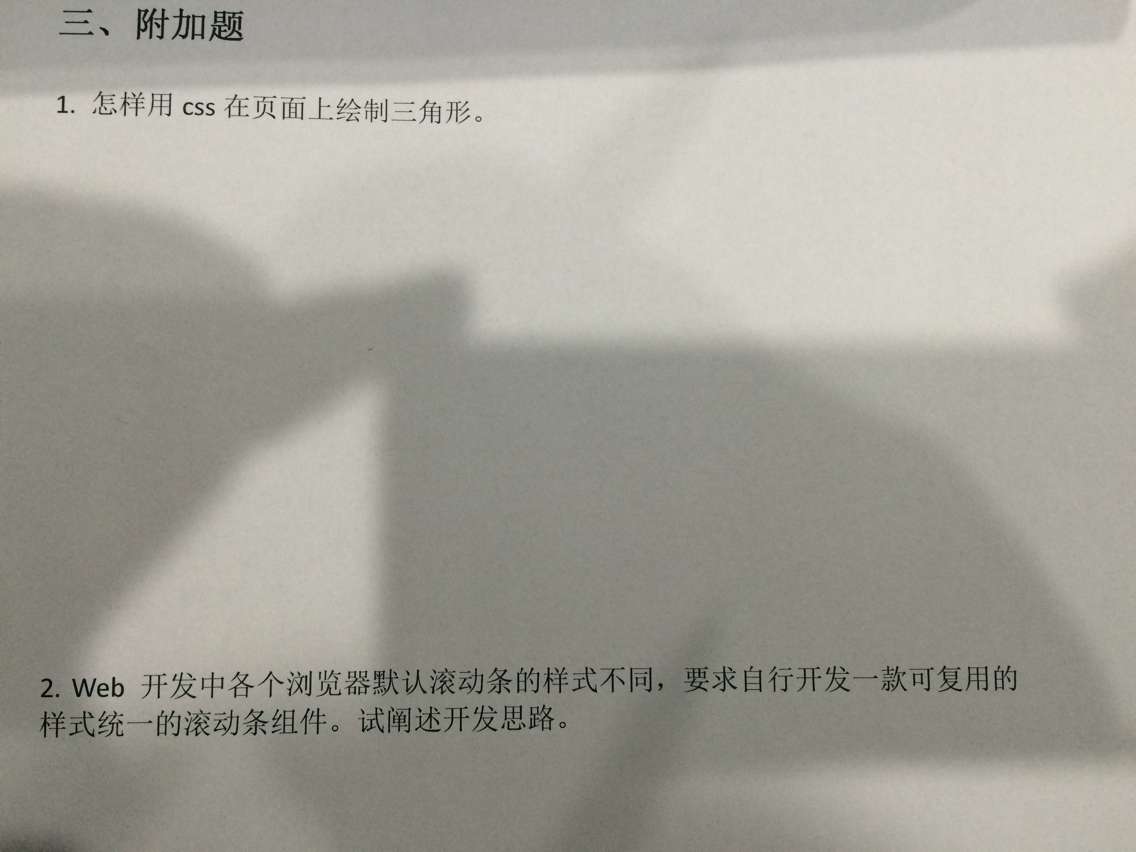 三、附加题
1. 怎样用 css 在页面上绘制三角形。
2. Web 开发中各个浏览器默认滚动条的样式不同，要求自行开发一款可复用的
样式统一的滚动条组件。试阐述开发思路。